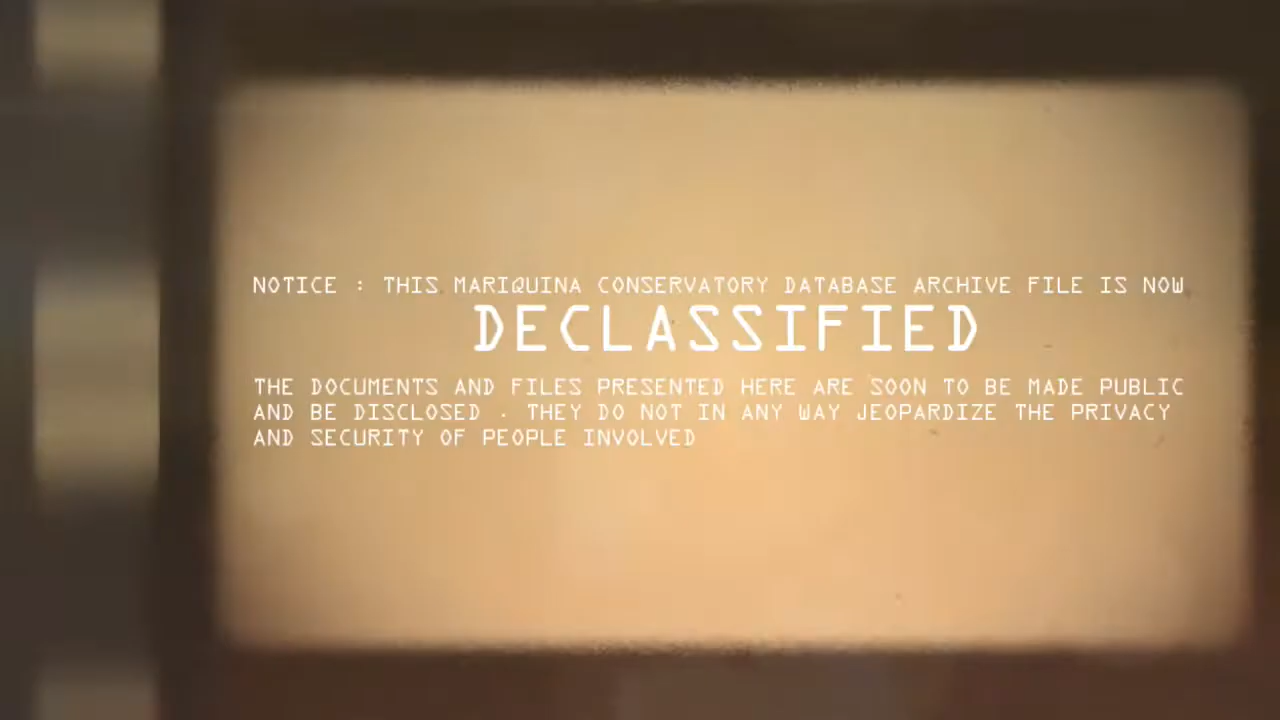 NOTICE : THIS MARIQUINA CONSERVATORY DATABASE ARCHIVE FILE IS NOW
DECLASSIFIED
THE DOCUMENTS AND FILES PRESENTED HERE ARE SOON TO BE MADE PUBLIC
AND BE DISCLOSED . THEY DO NOT IN ANY WAY JEOPARDIZE THE PRIVACY
AND SECURITY OF PEOPLE INVOLVED